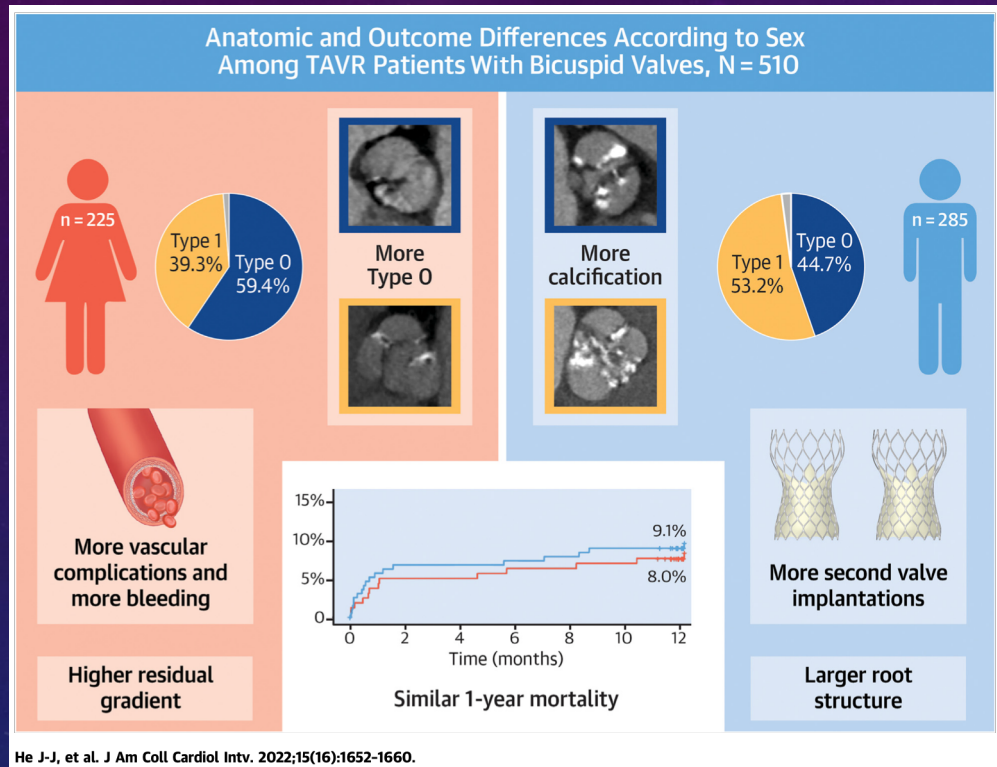 Anatomic and Outcome Differences According to Sex
Among TAVR Patients With Bicuspid Valves, N = 510
n = 225
Type 1
39.3%
Type 0
59.4%
More
Type 0
More
calcification
Type 0
44.7%
Type 1
53.2%
n = 285
More vascular
complications and
more bleeding
Higher residual
gradient
15%
10%
5%
0
9.1%
8.0%
0 2 4 6 8 10 12
Time (months)
Similar 1-year mortality
More second valve
implantations
Larger root
structure
He J-J, et al. J Am Coll Cardiol Intv. 2022;15(16):1652-1660.